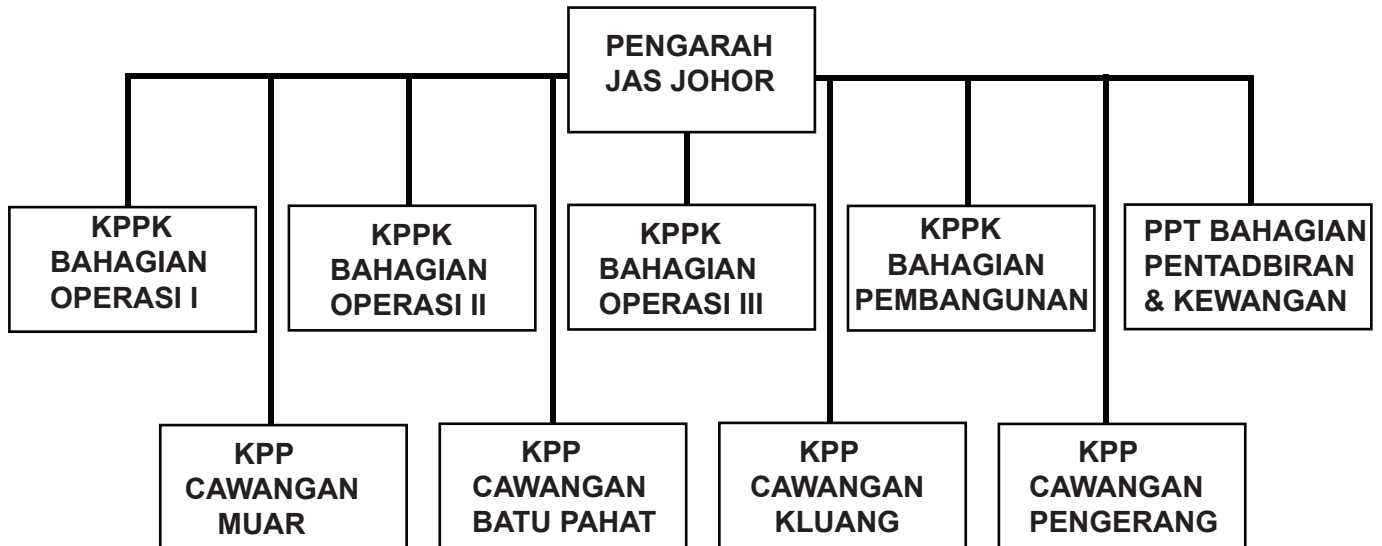 PENGARAH
JAS JOHOR
KPPK
BAHAGIAN
OPERASI I
KPPK
BAHAGIAN
OPERASI II
KPPK
BAHAGIAN
OPERASI III
KPPK
BAHAGIAN
PEMBANGUNAN
PPT BAHAGIAN
PENTADBIRAN
& KEWANGAN
KPP
CAWANGAN
MUAR
KPP
CAWANGAN
BATU PAHAT
KPP
CAWANGAN
KLUANG
KPP
CAWANGAN
PENGERANG